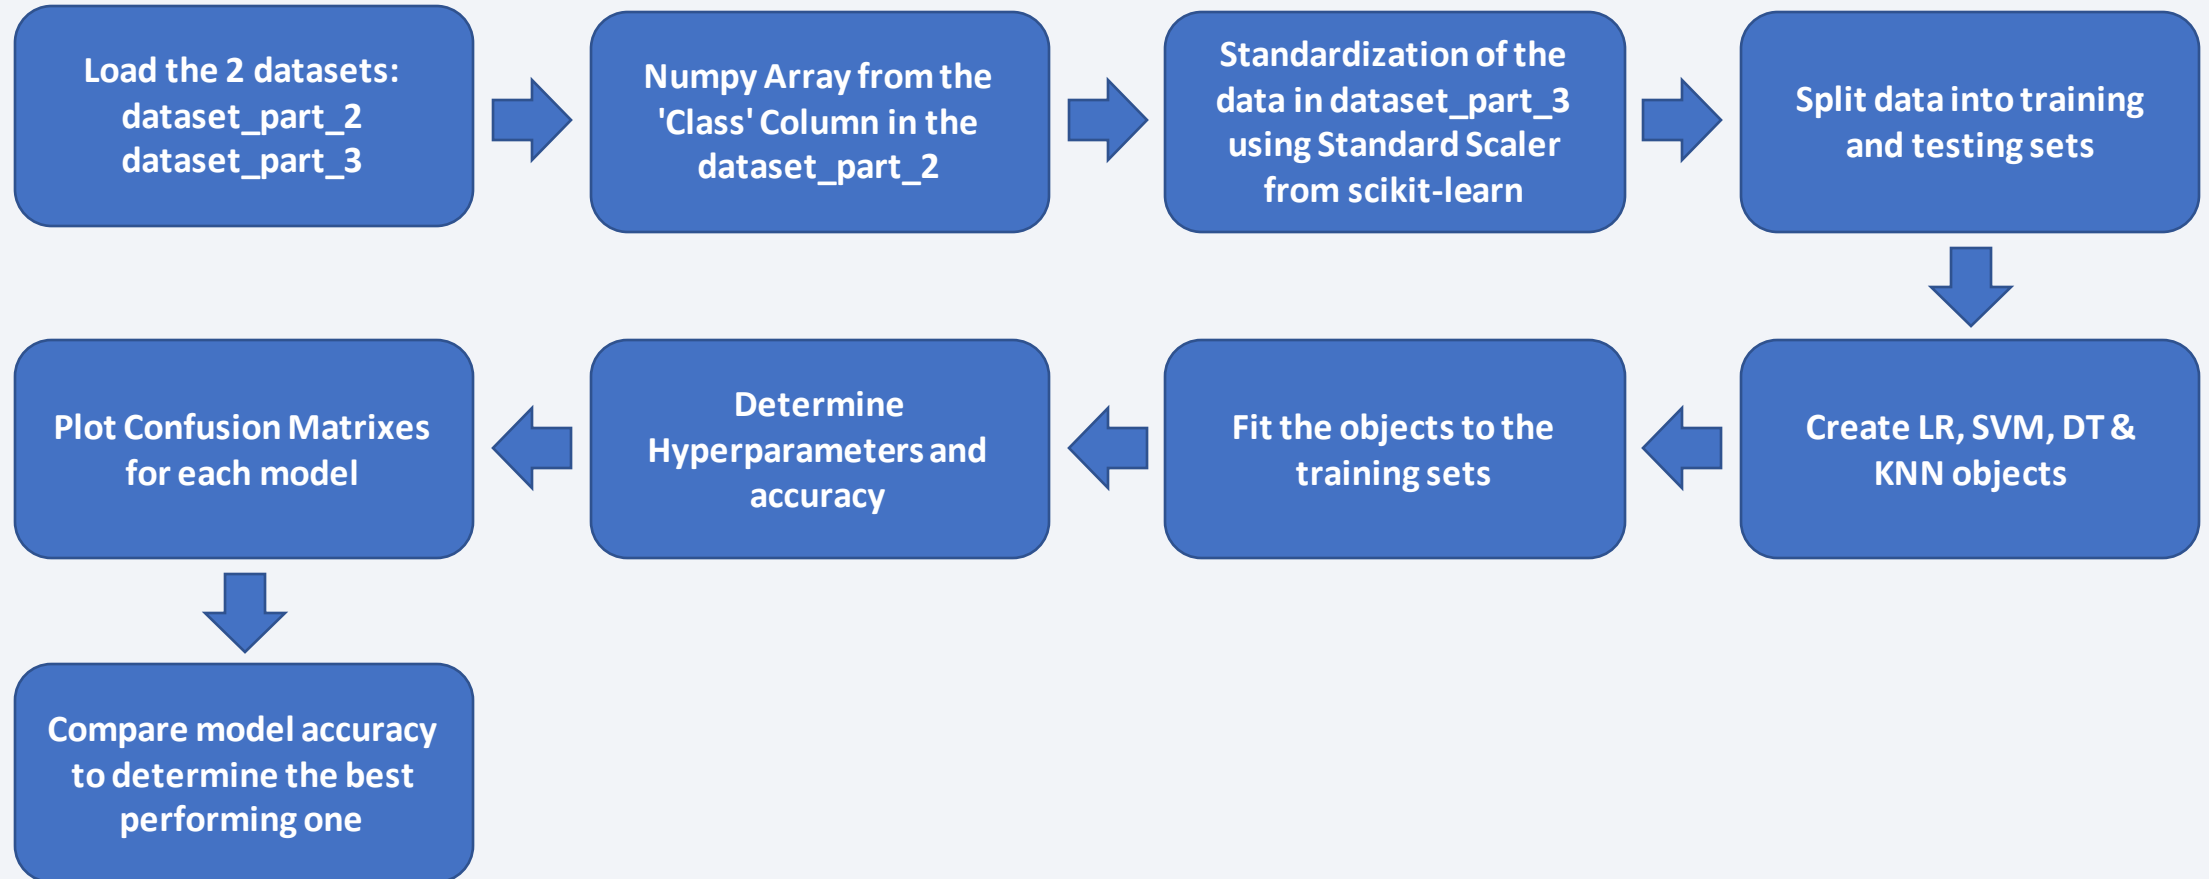 Load the 2 datasets:
dataset_part_2
dataset_part_3
Numpy Array from the
'Class' Column in the
dataset_part_2
Standardization of the
data in dataset_part_3
using Standard Scaler
from scikit-learn
Split data into training
and testing sets
Create LR, SVM, DT &
KNN objects
Fit the objects to the
training sets
Determine
Hyperparameters and
accuracy
Plot Confusion Matrixes
for each model
Compare model accuracy
to determine the best
performing one